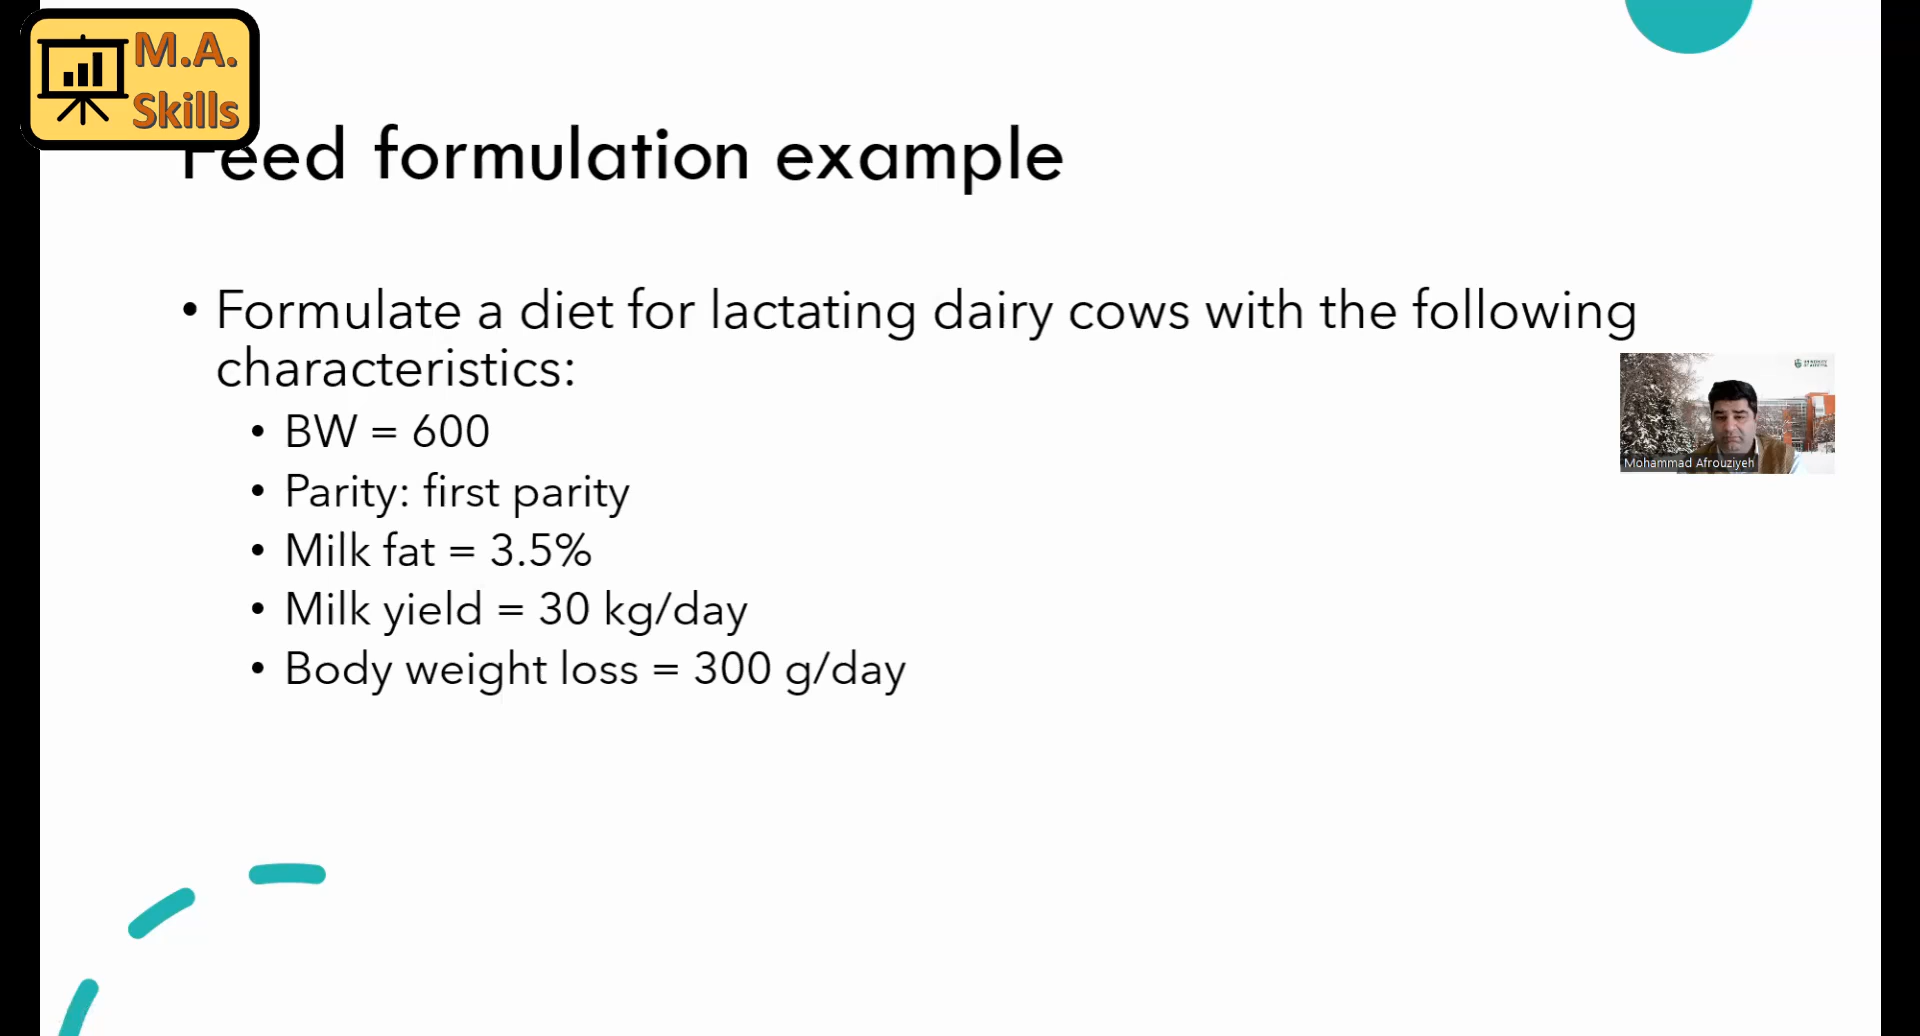 M.A.
Skills
Feed formulation example
• Formulate a diet for lactating dairy cows with the following
characteristics:
• BW = 600
• Parity: first parity
• Milk fat = 3.5%
• Milk yield = 30 kg/day
• Body weight loss = 300 g/day
Mohammad Afrouziyeh